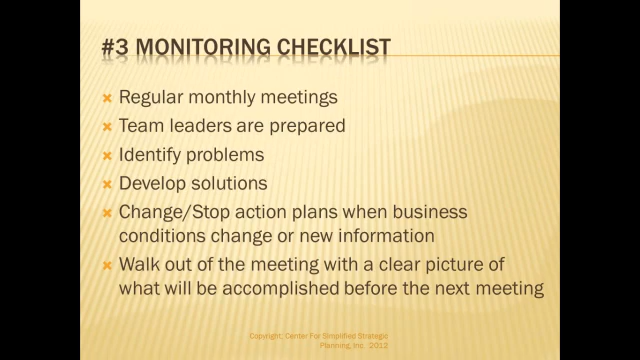 #3 MONITORING CHECKLIST
Regular monthly meetings
Team leaders are prepared
Identify problems
Develop solutions
Change/Stop action plans when business
conditions change or new information
Walk out of the meeting with a clear picture of
what will be accomplished before the next meeting
Copyright; Center For Simplified Strategic
Planning, Inc. 2012